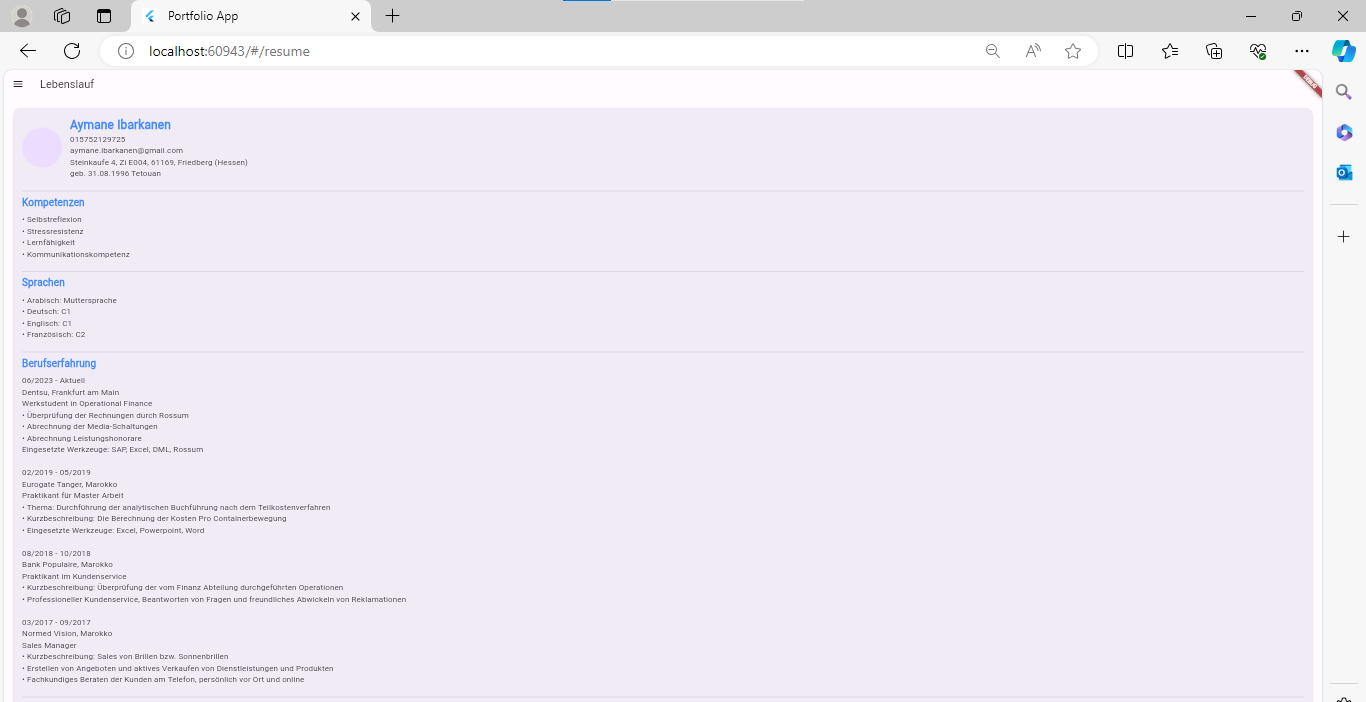 Portfolio App
localhost:60943/#/resume
Lebenslauf
DEBUG
Aymane Ibarkanen
015752129725
aymane.ibarkanen@gmail.com
Steinkaufe 4, Zi E004, 61169, Friedberg (Hessen)
geb. 31.08.1996 Tetouan
Kompetenzen
• Selbstreflexion
• Stressresistenz
• Lernfähigkeit
• Kommunikationskompetenz
Sprachen
• Arabisch: Muttersprache
• Deutsch: C1
• Englisch: C1
• Französisch: C2
Berufserfahrung
06/2023 - Aktuell
Dentsu, Frankfurt am Main
Werkstudent in Operational Finance
• Überprüfung der Rechnungen durch Rossum
• Abrechnung der Media-Schaltungen
• Abrechnung Leistungshonorare
Eingesetzte Werkzeuge: SAP, Excel, DML, Rossum
02/2019 - 05/2019
Eurogate Tanger, Marokko
Praktikant für Master Arbeit
• Thema: Durchführung der analytischen Buchführung nach dem Teilkostenverfahren
• Kurzbeschreibung: Die Berechnung der Kosten Pro Containerbewegung
• Eingesetzte Werkzeuge: Excel, Powerpoint, Word
08/2018 - 10/2018
Bank Populaire, Marokko
Praktikant im Kundenservice
• Kurzbeschreibung: Überprüfung der vom Finanz Abteilung durchgeführten Operationen
• Professioneller Kundenservice, Beantworten von Fragen und freundliches Abwickeln von Reklamationen
03/2017 - 09/2017
Normed Vision, Marokko
Sales Manager
• Kurzbeschreibung: Sales von Brillen bzw. Sonnenbrillen
• Erstellen von Angeboten und aktives Verkaufen von Dienstleistungen und Produkten
• Fachkundiges Beraten der Kunden am Telefon, persönlich vor Ort und online